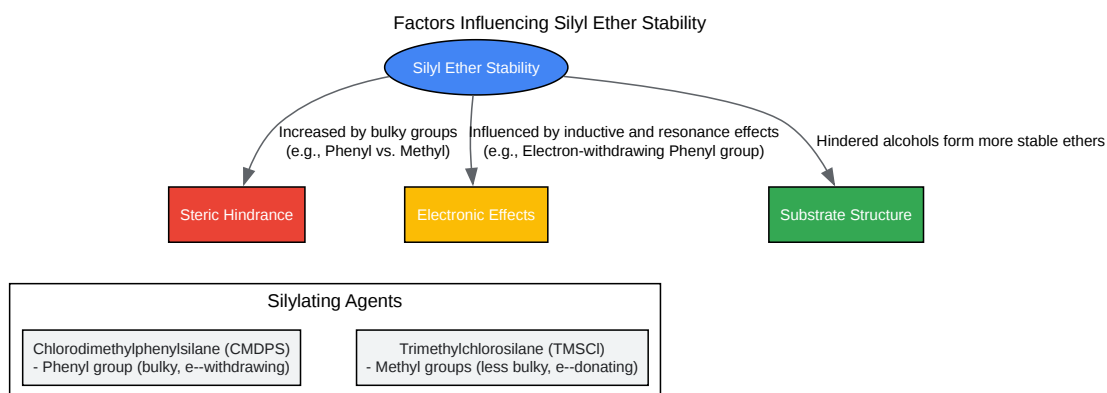 Factors Influencing Silyl Ether Stability
Silyl Ether Stability
Increased by bulky groups
(e.g., Phenyl vs. Methyl)
Influenced by inductive and resonance effects
(e.g., Electron-withdrawing Phenyl group)
Hindered alcohols form more stable ethers
Steric Hindrance
Electronic Effects
Substrate Structure
Silylating Agents
Chlorodimethylphenylsilane (CMDPS)
- Phenyl group (bulky, e--withdrawing)
Trimethylchlorosilane (TMSCl)
- Methyl groups (less bulky, e--donating)